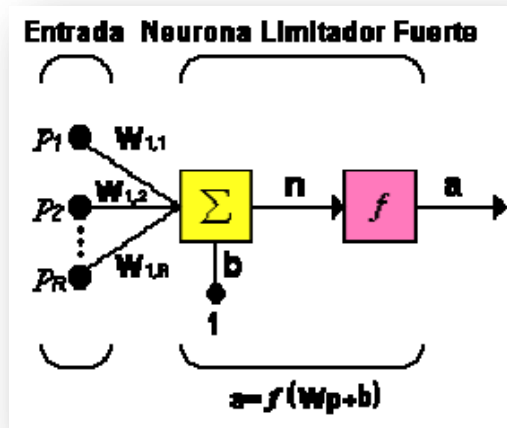 Entrada Neurona Limitador Fuerte
p1 W1,1
p2 W1,2
Σ n f a
pR W1,R
b
1
a=f(Wp+b)